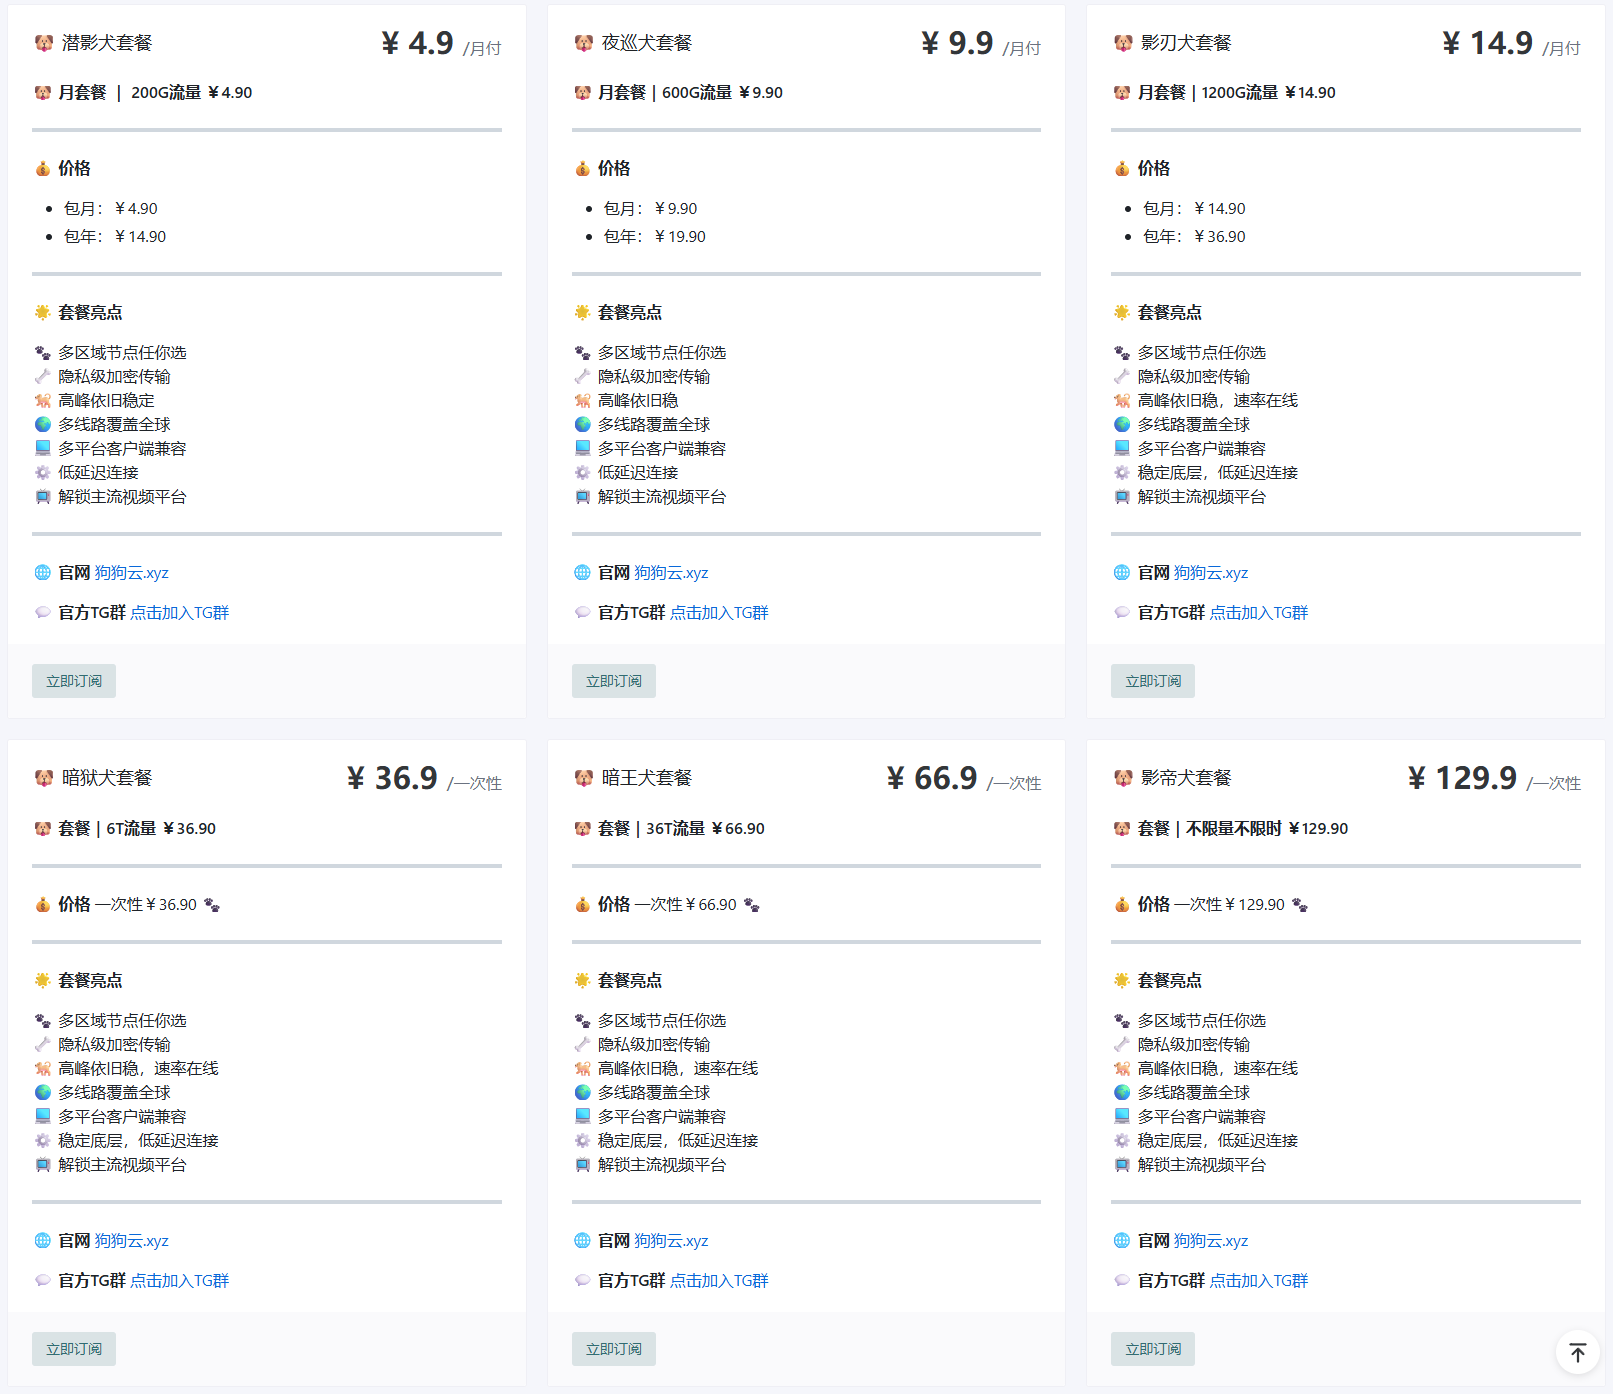 潜影犬套餐 ¥ 4.9 /月付
月套餐 | 200G流量 ¥4.90
价格
包月：¥4.90
包年：¥14.90
套餐亮点
多区域节点任你选
隐私级加密传输
高峰依旧稳定
多线路覆盖全球
多平台客户端兼容
低延迟连接
解锁主流视频平台
官网 狗狗云.xyz
官方TG群 点击加入TG群
立即订阅
夜巡犬套餐 ¥ 9.9 /月付
月套餐 | 600G流量 ¥9.90
价格
包月：¥9.90
包年：¥19.90
套餐亮点
多区域节点任你选
隐私级加密传输
高峰依旧稳
多线路覆盖全球
多平台客户端兼容
低延迟连接
解锁主流视频平台
官网 狗狗云.xyz
官方TG群 点击加入TG群
立即订阅
影刃犬套餐 ¥ 14.9 /月付
月套餐 | 1200G流量 ¥14.90
价格
包月：¥14.90
包年：¥36.90
套餐亮点
多区域节点任你选
隐私级加密传输
高峰依旧稳，速率在线
多线路覆盖全球
多平台客户端兼容
稳定底层，低延迟连接
解锁主流视频平台
官网 狗狗云.xyz
官方TG群 点击加入TG群
立即订阅
暗狱犬套餐 ¥ 36.9 /一次性
套餐 | 6T流量 ¥36.90
价格 一次性¥36.90
套餐亮点
多区域节点任你选
隐私级加密传输
高峰依旧稳，速率在线
多线路覆盖全球
多平台客户端兼容
稳定底层，低延迟连接
解锁主流视频平台
官网 狗狗云.xyz
官方TG群 点击加入TG群
立即订阅
暗王犬套餐 ¥ 66.9 /一次性
套餐 | 36T流量 ¥66.90
价格 一次性¥66.90
套餐亮点
多区域节点任你选
隐私级加密传输
高峰依旧稳，速率在线
多线路覆盖全球
多平台客户端兼容
稳定底层，低延迟连接
解锁主流视频平台
官网 狗狗云.xyz
官方TG群 点击加入TG群
立即订阅
影帝犬套餐 ¥ 129.9 /一次性
套餐 | 不限量不限时 ¥129.90
价格 一次性¥129.90
套餐亮点
多区域节点任你选
隐私级加密传输
高峰依旧稳，速率在线
多线路覆盖全球
多平台客户端兼容
稳定底层，低延迟连接
解锁主流视频平台
官网 狗狗云.xyz
官方TG群 点击加入TG群
立即订阅